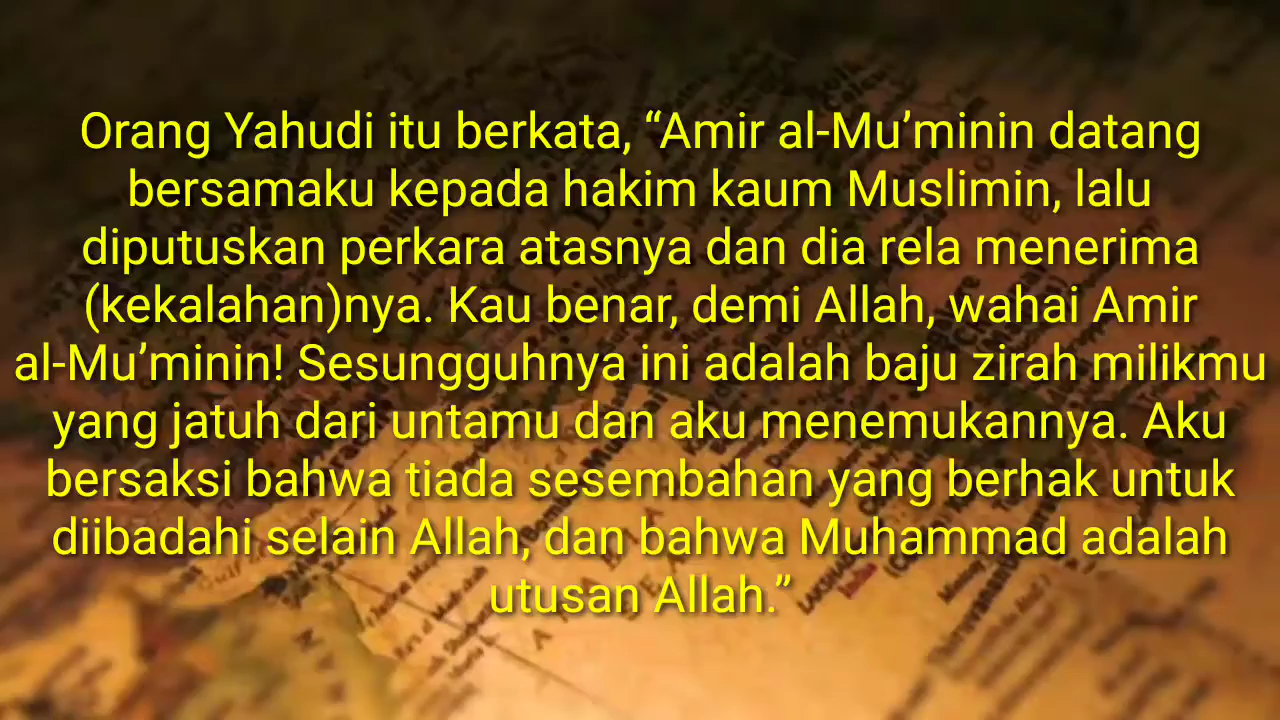 Orang Yahudi itu berkata, “Amir al-Mu’minin datang
bersamaku kepada hakim kaum Muslimin, lalu
diputuskan perkara atasnya dan dia rela menerima
(kekalahan)nya. Kau benar, demi Allah, wahai Amir
al-Mu’minin! Sesungguhnya ini adalah baju zirah milikmu
yang jatuh dari untamu dan aku menemukannya. Aku
bersaksi bahwa tiada sesembahan yang berhak untuk
diibadahi selain Allah, dan bahwa Muhammad adalah
utusan Allah.”